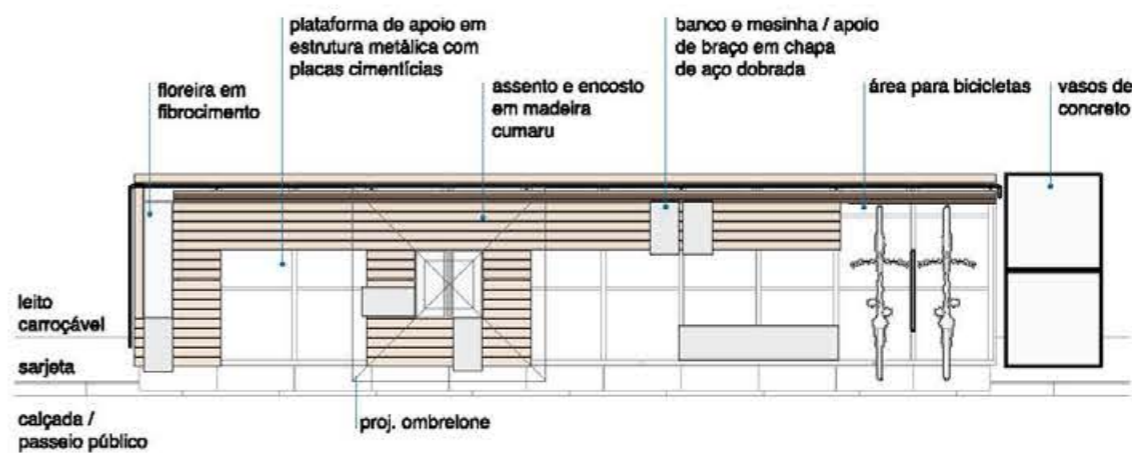 plataforma de apoio em
estrutura metálica com
placas cimentícias
banco e mesinha / apoio
de braço em chapa
de aço dobrada
floreira em
fibrocimento
assento e encosto
em madeira
cumaru
área para bicicletas
vasos de
concreto
leito
carroçável
sarjeta
calçada /
passeio público
proj. ombrelone